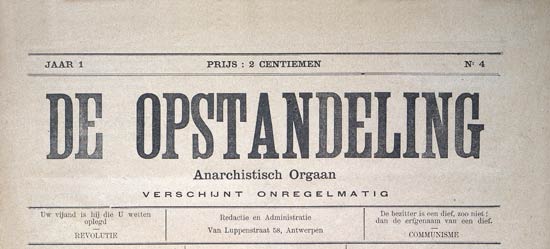 JAAR 1 PRIJS : 2 CENTIEMEN Nr 4
DE OPSTANDELING
Anarchistisch Orgaan
VERSCHIJNT ONREGELMATIG
Uw vijand is hij die U wetten
oplegd
REVOLUTIE
Redactie en Administratie
Van Luppenstraat 58, Antwerpen
De bezitter is een dief, zoo niet :
dan de erfgenaam van een dief.
COMMUNISME